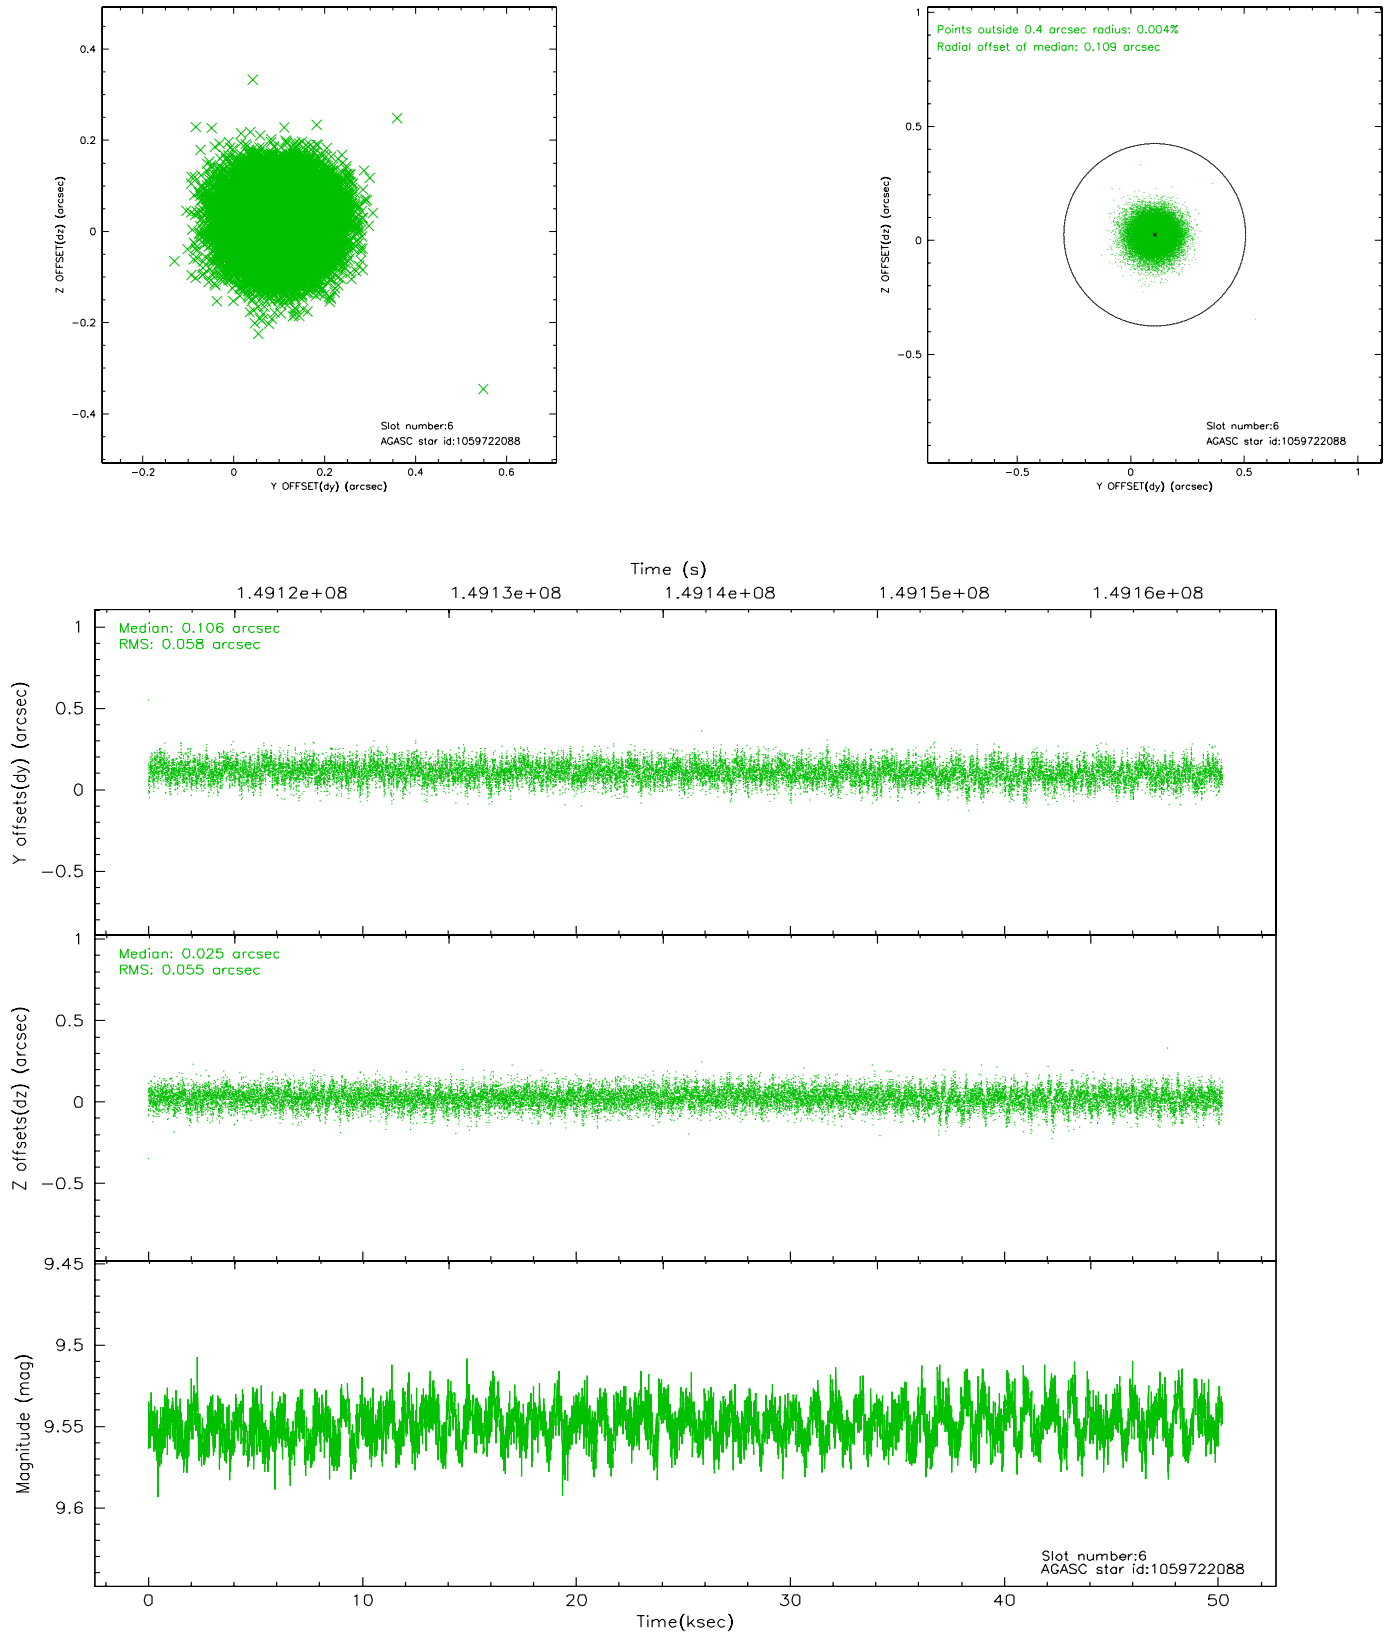 0.4
0.2
0
−0.2
−0.4
Z OFFSET(dz) (arcsec)
Slot number:6
AGASC star id:1059722088
−0.2 0 0.2 0.4 0.6
Y OFFSET(dy) (arcsec)
Points outside 0.4 arcsec radius: 0.004%
Radial offset of median: 0.109 arcsec
1
0.5
0
−0.5
Z OFFSET(dz) (arcsec)
Slot number:6
AGASC star id:1059722088
−0.5 0 0.5 1
Y OFFSET(dy) (arcsec)
Time (s)
1.4912e+08 1.4913e+08 1.4914e+08 1.4915e+08 1.4916e+08
Median: 0.106 arcsec
RMS: 0.058 arcsec
1
0.5
0
−0.5
Y offsets(dy) (arcsec)
Median: 0.025 arcsec
RMS: 0.055 arcsec
1
0.5
0
−0.5
Z offsets(dz) (arcsec)
9.45
9.5
9.55
9.6
Magnitude (mag)
Slot number:6
AGASC star id:1059722088
0 10 20 30 40 50
Time(ksec)